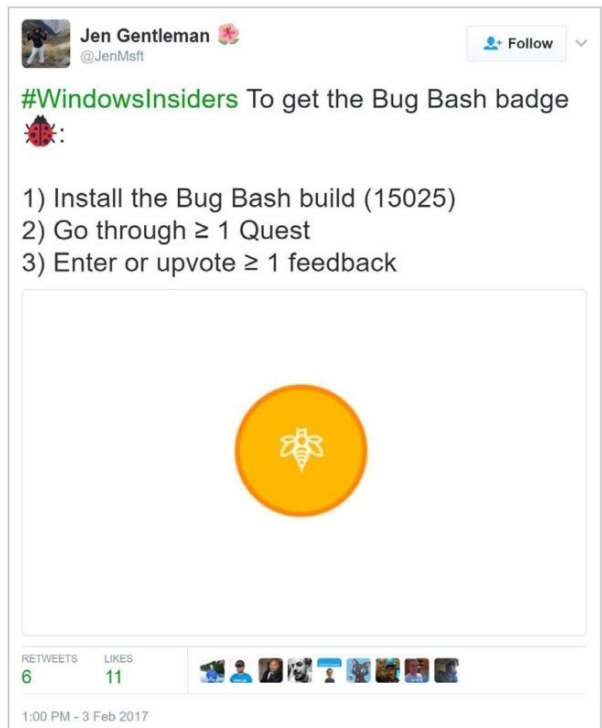 Jen Gentleman 🌺
@JenMsft
Follow
#WindowsInsiders To get the Bug Bash badge
🐞:
1) Install the Bug Bash build (15025)
2) Go through ≥ 1 Quest
3) Enter or upvote ≥ 1 feedback
RETWEETS LIKES
6 11
1:00 PM - 3 Feb 2017